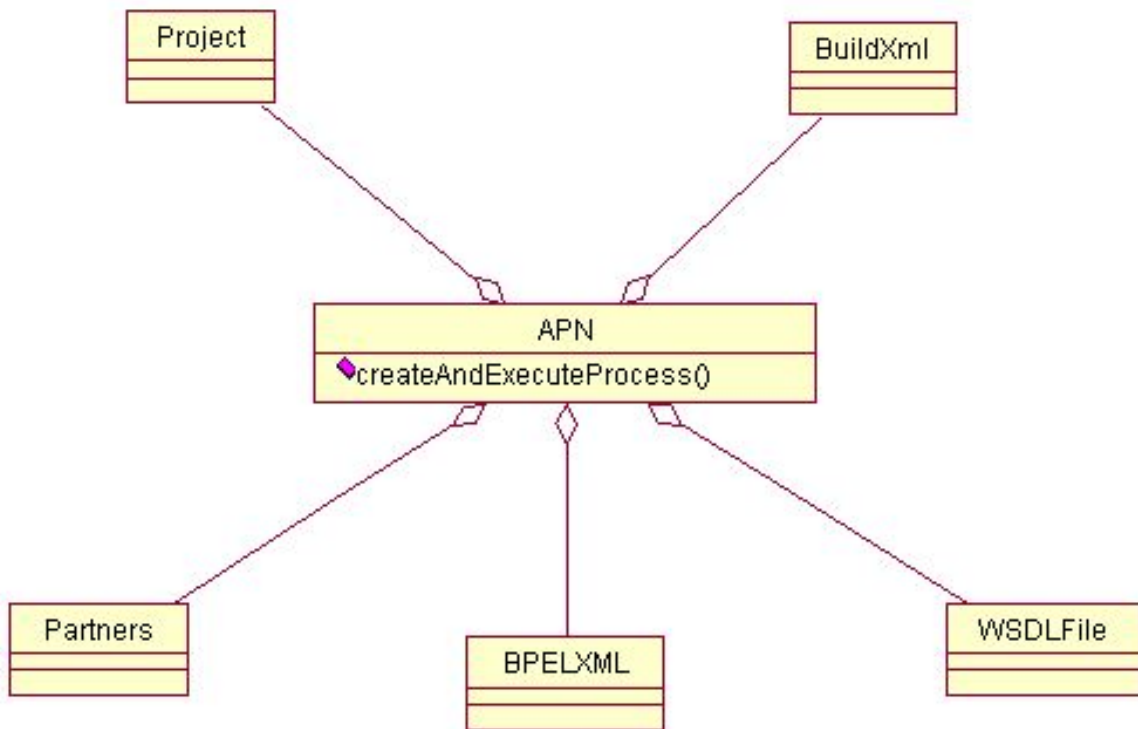 Project
BuildXml
APN
createAndExecuteProcess()
Partners
BPELXML
WSDLFile